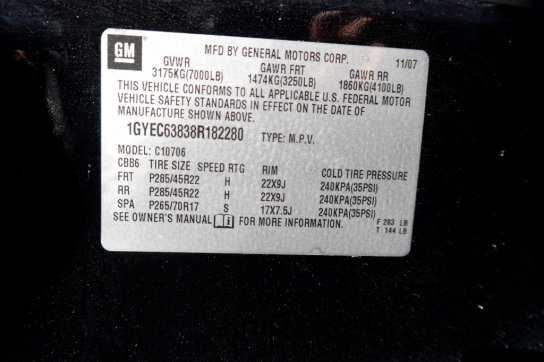 GM
MFD BY GENERAL MOTORS CORP. 11/07
GVWR GAWR FRT GAWR RR
3175KG(7000LB) 1474KG(3250LB) 1860KG(4100LB)
THIS VEHICLE CONFORMS TO ALL APPLICABLE U.S. FEDERAL MOTOR
VEHICLE SAFETY STANDARDS IN EFFECT ON THE DATE OF
MANUFACTURE SHOWN ABOVE.
1GYEC63838R182280 TYPE: M.P.V.
MODEL: C10706
CBB6 TIRE SIZE SPEED RTG RIM COLD TIRE PRESSURE
FRT P285/45R22 H 22X9J 240KPA(35PSI)
RR P285/45R22 H 22X9J 240KPA(35PSI)
SPA P265/70R17 S 17X7.5J 240KPA(35PSI)
SEE OWNER'S MANUAL FOR MORE INFORMATION. F 283 LB
T 144 LB